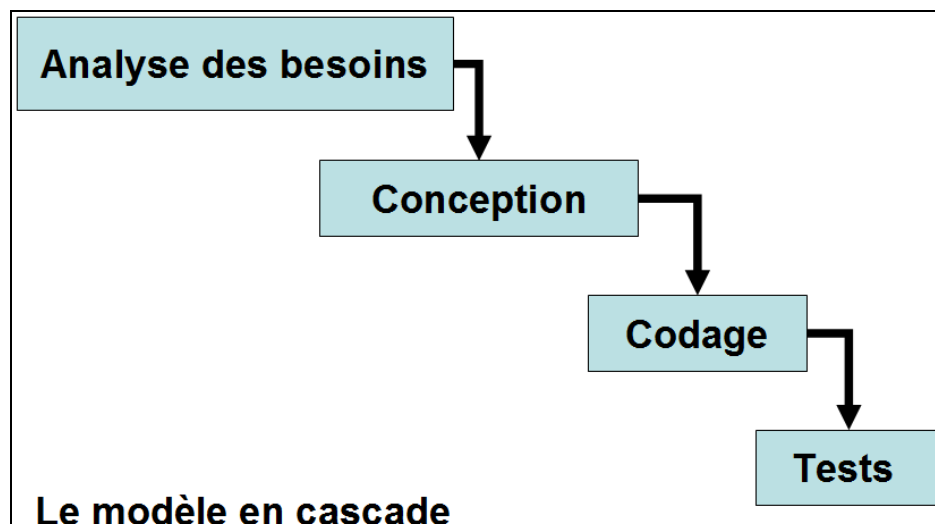 Analyse des besoins
Conception
Codage
Tests
Le modèle en cascade